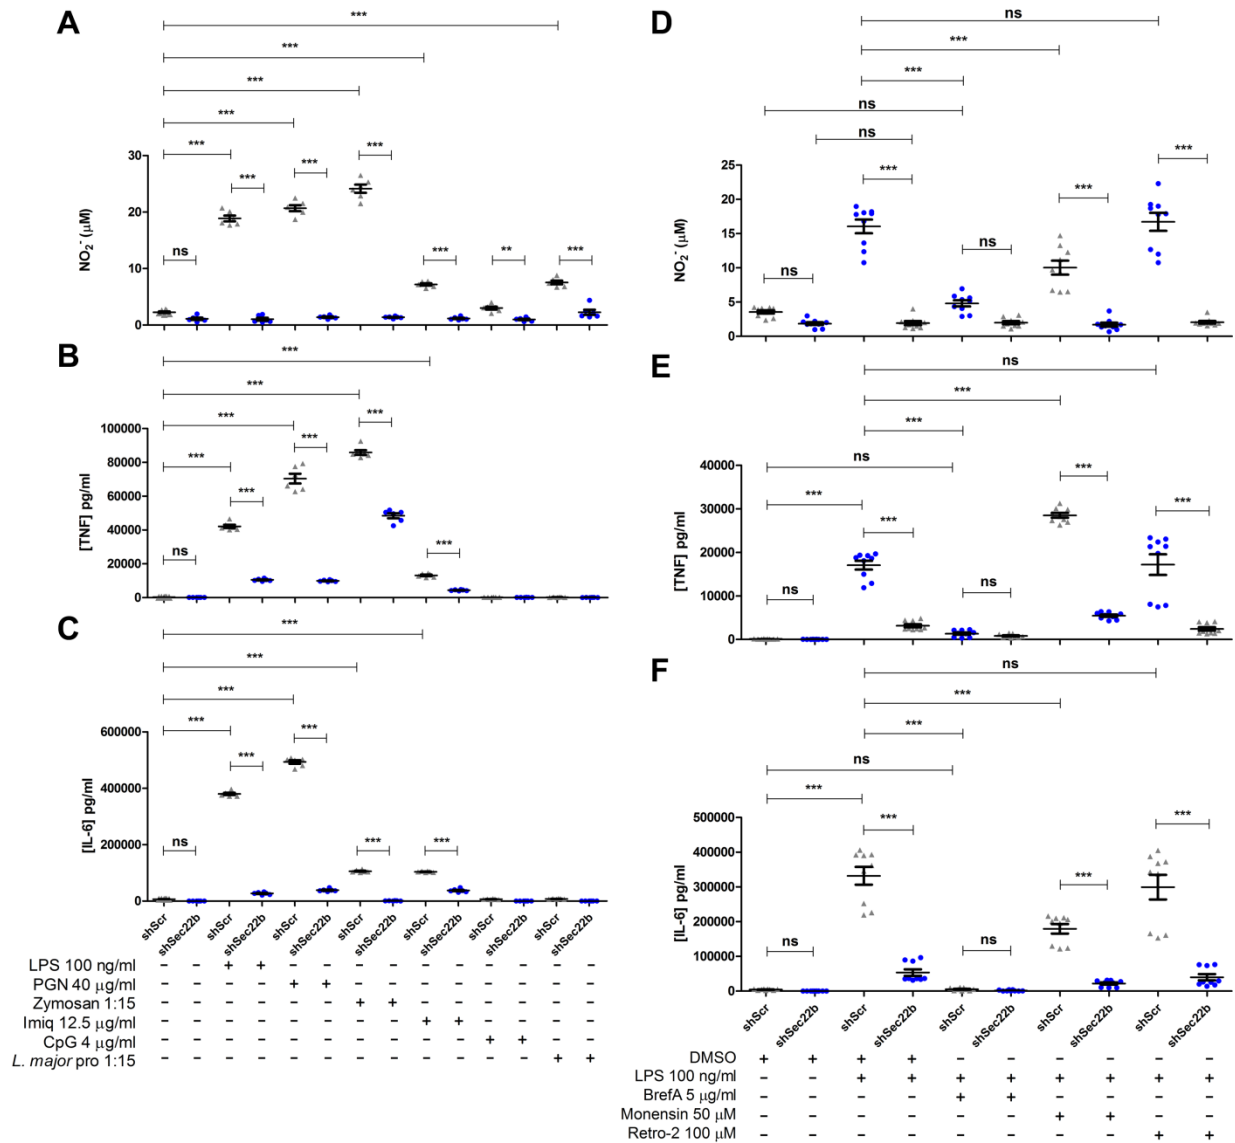 A
***
***
***
***
***
***
***
***
ns
***
**
***
NO2- (µM)
30
20
10
0
B
***
***
***
***
***
***
***
ns
***
[TNF] pg/ml
100000
80000
60000
40000
20000
0
C
***
***
***
***
***
***
ns
***
***
[IL-6] pg/ml
600000
400000
200000
0
shScr
shSec22b
shScr
shSec22b
shScr
shSec22b
shScr
shSec22b
shScr
shSec22b
shScr
shSec22b
shScr
shSec22b
LPS 100 ng/ml – – + + – – – – – – – – – –
PGN 40 µg/ml – – – – + + – – – – – – – –
Zymosan 1:15 – – – – – – + + – – – – – –
Imiq 12.5 µg/ml – – – – – – – – + + – – – –
CpG 4 µg/ml – – – – – – – – – – + + – –
L. major pro 1:15 – – – – – – – – – – – – + +
D
ns
***
***
ns
ns
***
***
***
ns
ns
NO2- (µM)
25
20
15
10
5
0
E
ns
***
***
ns
***
***
***
***
ns
ns
[TNF] pg/ml
40000
30000
20000
10000
0
F
ns
***
***
ns
***
***
***
***
ns
ns
[IL-6] pg/ml
500000
400000
300000
200000
100000
0
shScr
shSec22b
shScr
shSec22b
shScr
shSec22b
shScr
shSec22b
shScr
shSec22b
DMSO + + + + – – – – – –
LPS 100 ng/ml – – + + + + + + + +
BrefA 5 µg/ml – – – – + + – – – –
Monensin 50 µM – – – – – – + + – –
Retro-2 100 µM – – – – – – – – + +